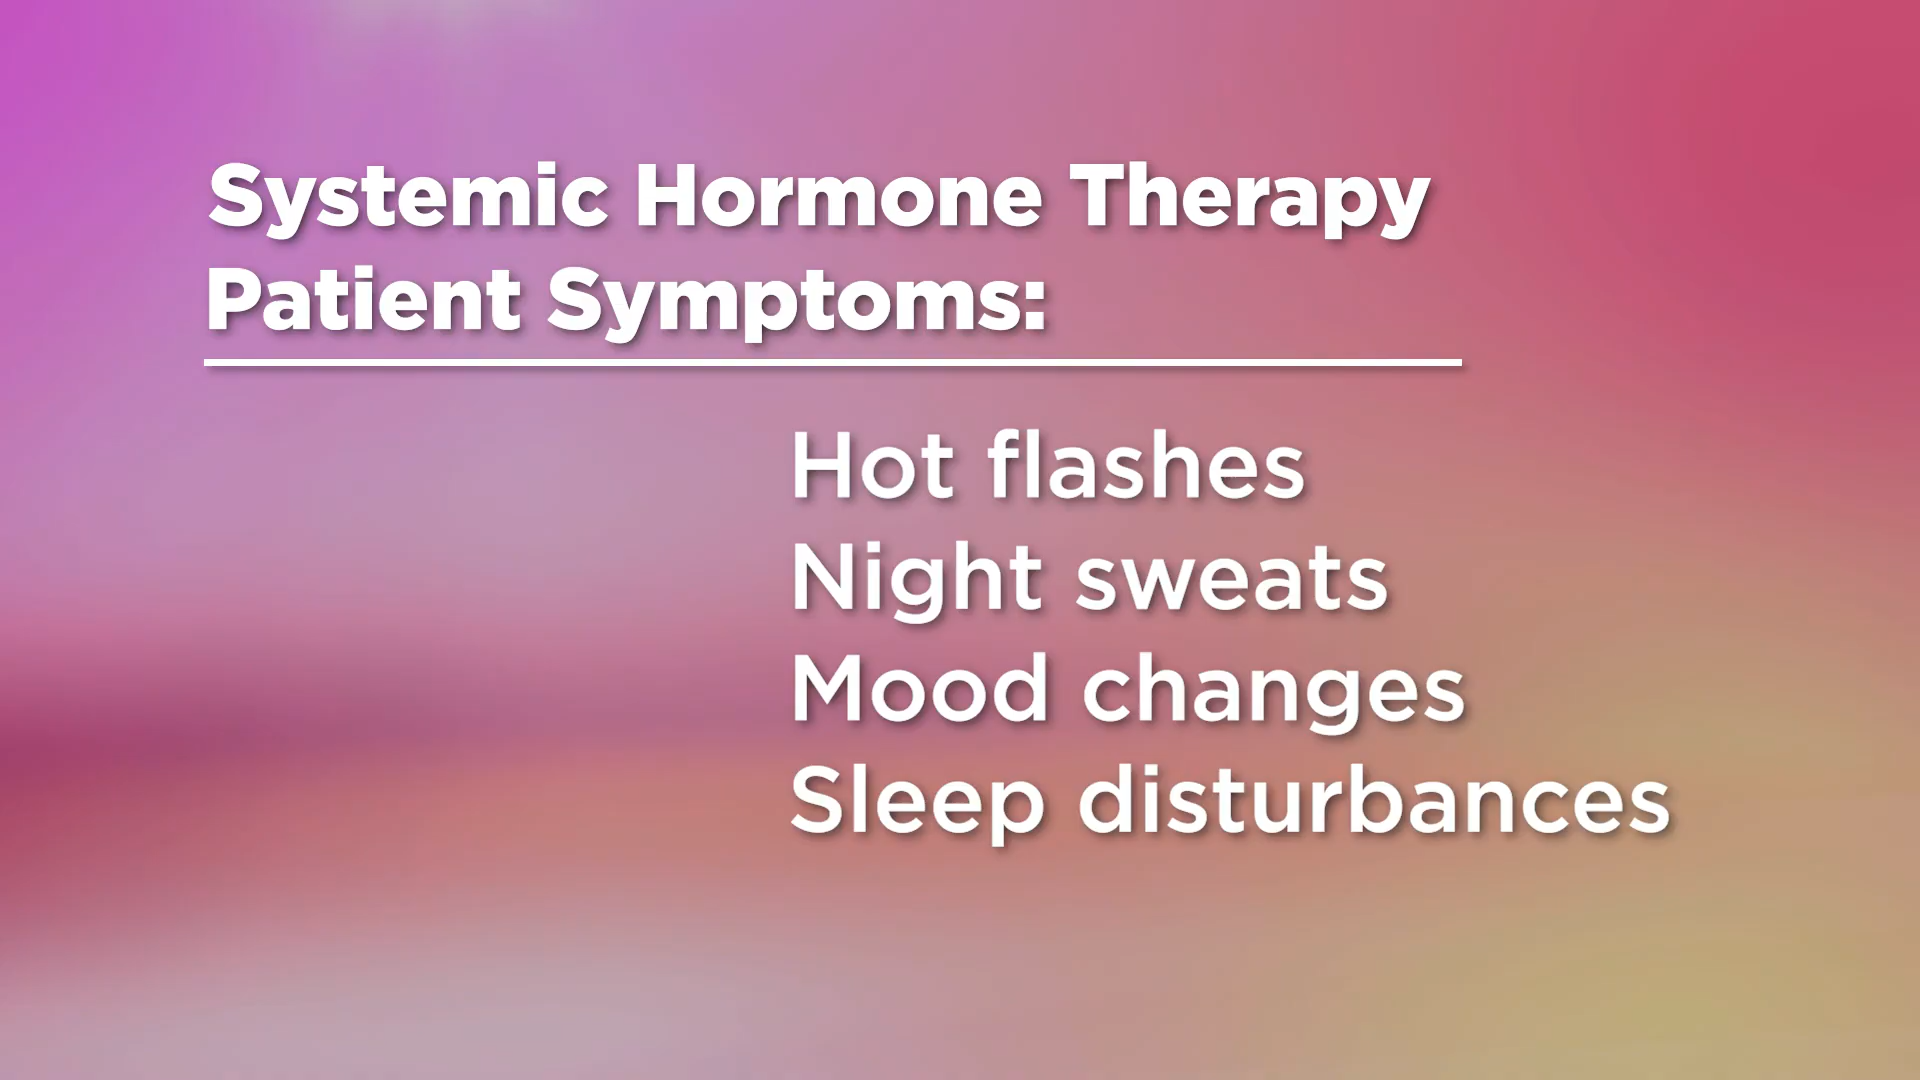 Systemic Hormone Therapy
Patient Symptoms:
Hot flashes
Night sweats
Mood changes
Sleep disturbances